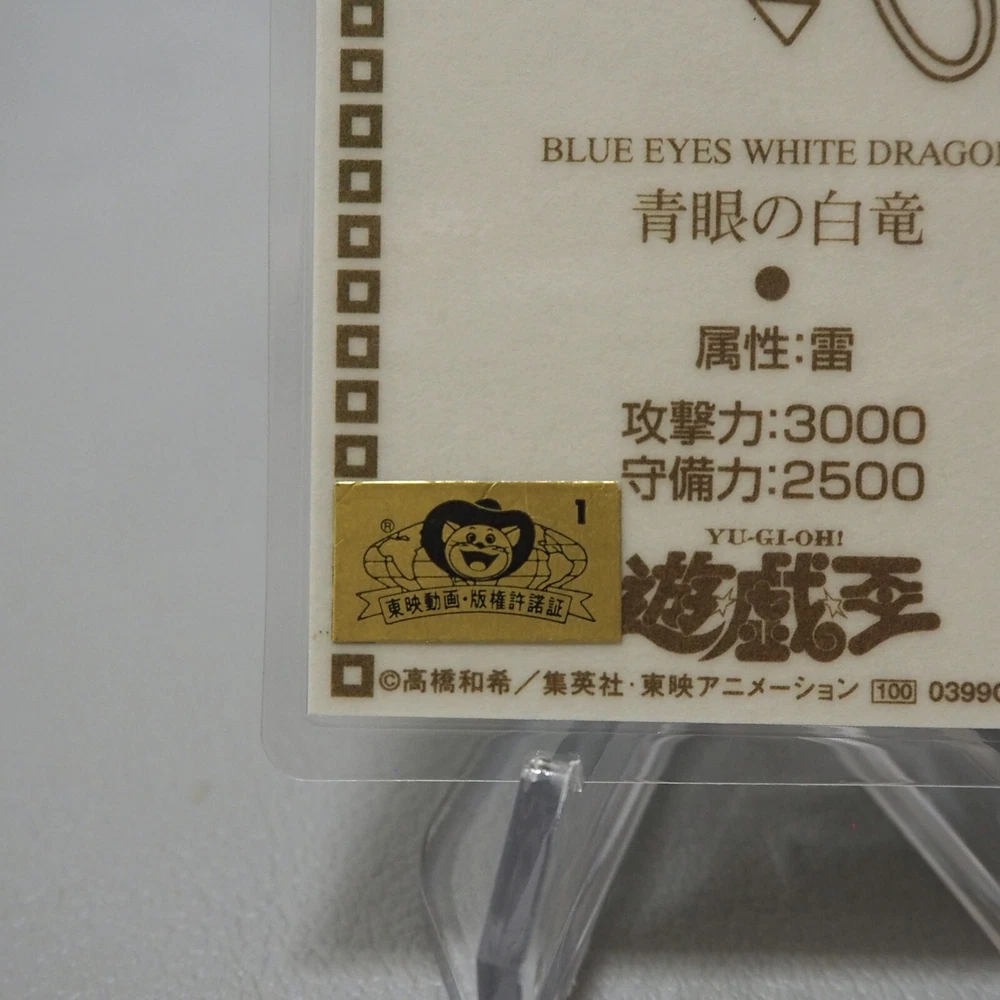 BLUE EYES WHITE DRAGO
青眼の白竜
●
属性:雷
攻撃力:3000
守備力:2500
® 1
東映動画・版権許諾証
YU-GI-OH!
遊戯王
©高橋和希/集英社・東映アニメーション 100 03990